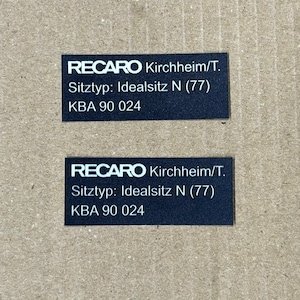 RECARO Kirchheim/T.
Sitztyp: Idealsitz N (77)
KBA 90 024
RECARO Kirchheim/T.
Sitztyp: Idealsitz N (77)
KBA 90 024